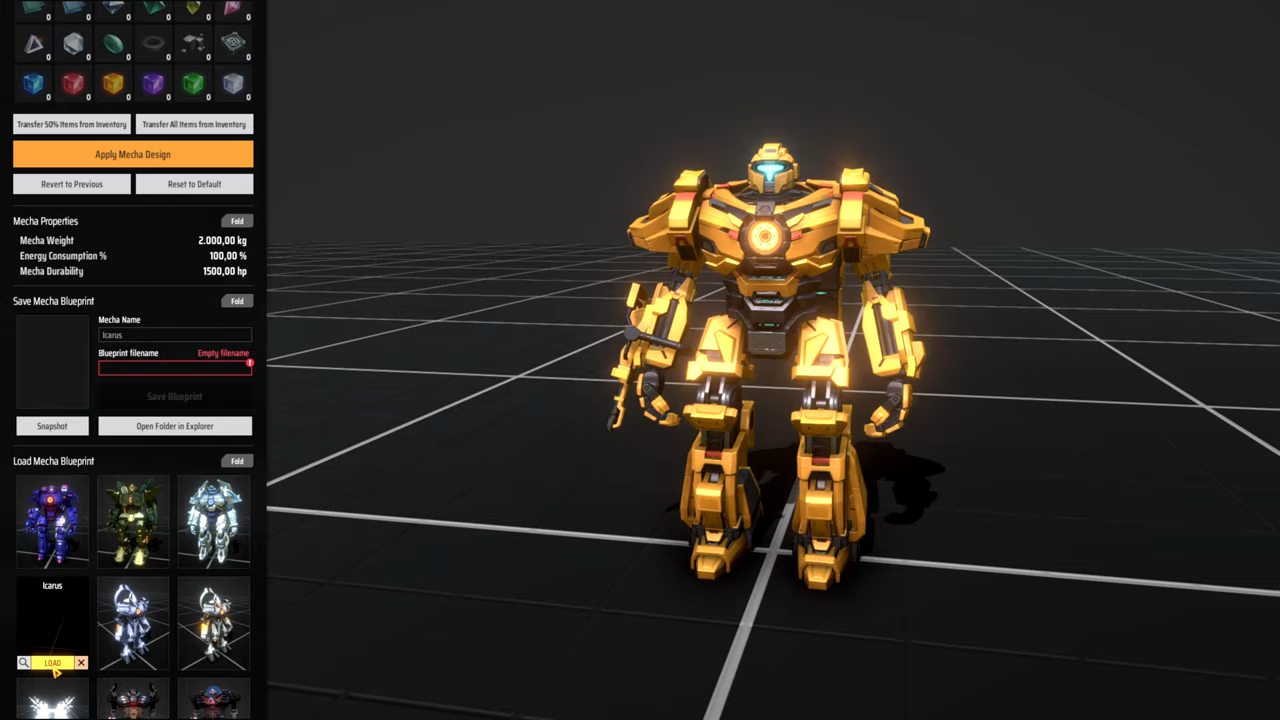 0 0 0 0 0 0
0 0 0 0 0 0
0 0 0 0 0 0
Transfer 50% Items from Inventory Transfer All Items from Inventory
Apply Mecha Design
Revert to Previous Reset to Default
Mecha Properties Fold
Mecha Weight 2.000,00 kg
Energy Consumption % 100,00 %
Mecha Durability 1500,00 hp
Save Mecha Blueprint Fold
Mecha Name
Icarus
Blueprint filename Empty filename
!
Save Blueprint
Snapshot Open Folder in Explorer
Load Mecha Blueprint Fold
Icarus
LOAD